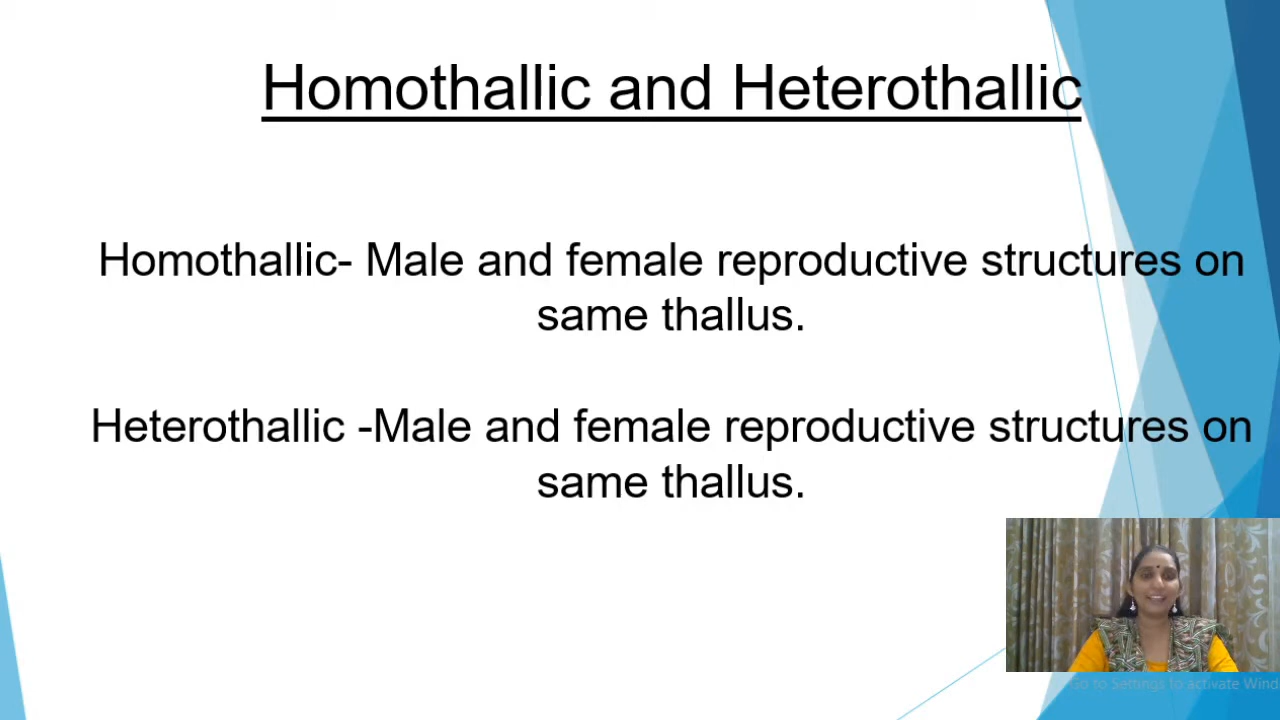 Homothallic and Heterothallic
Homothallic- Male and female reproductive structures on
same thallus.
Heterothallic -Male and female reproductive structures on
same thallus.
Go to Settings to activate Wind